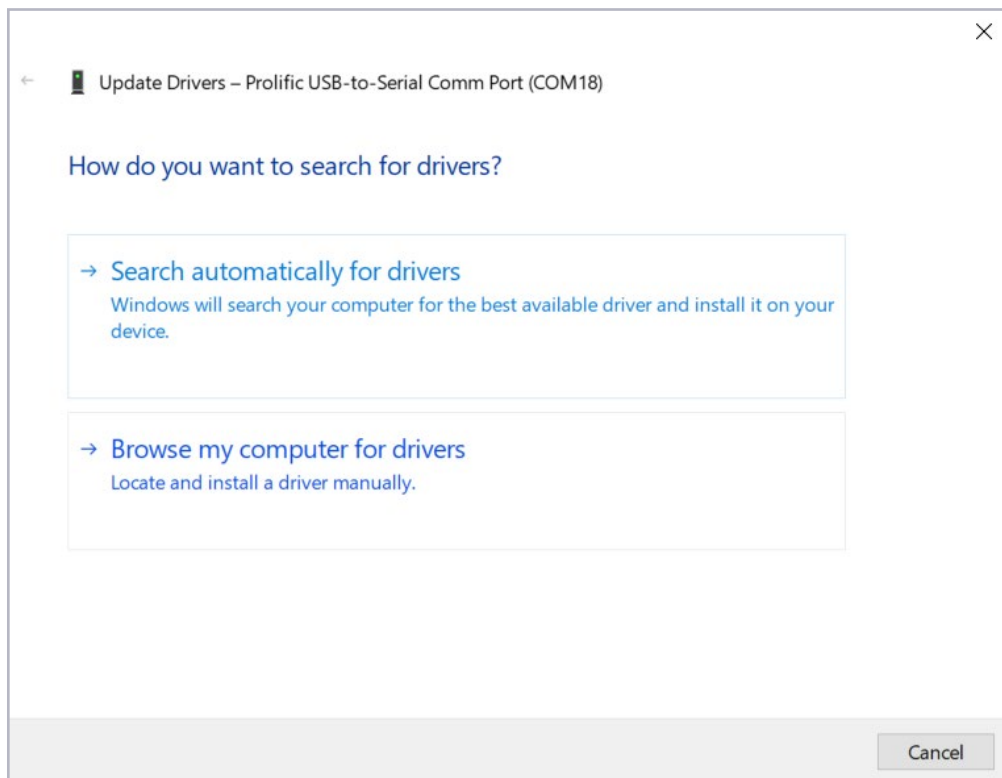 Update Drivers – Prolific USB-to-Serial Comm Port (COM18)
How do you want to search for drivers?
Search automatically for drivers
Windows will search your computer for the best available driver and install it on your
device.
Browse my computer for drivers
Locate and install a driver manually.
Cancel